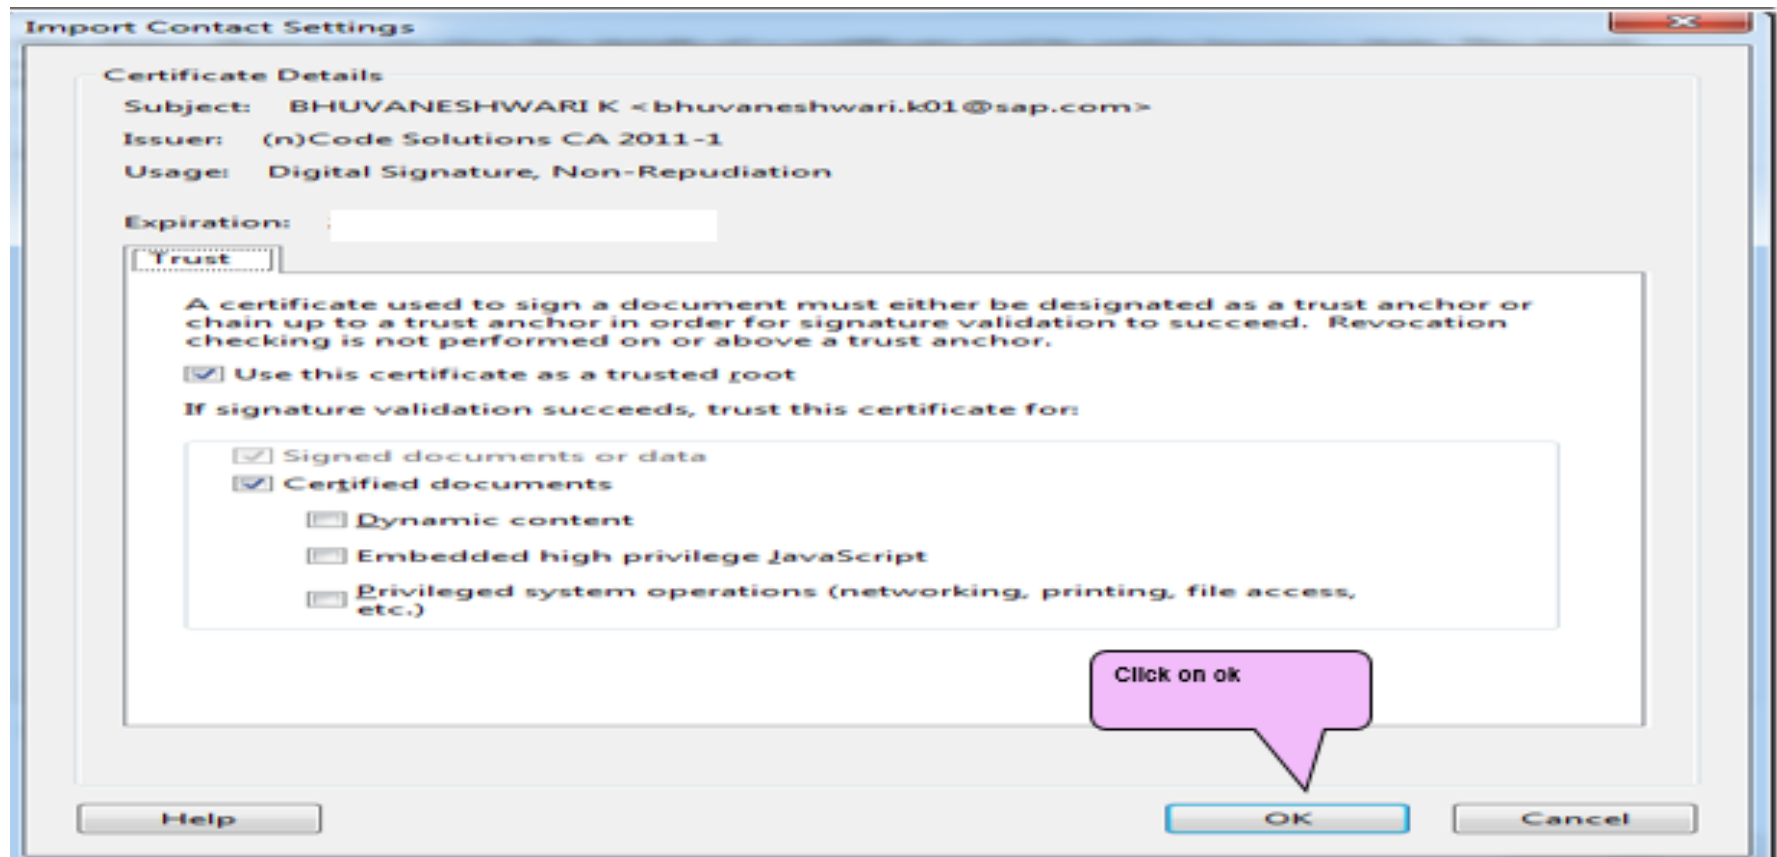 Import Contact Settings
Certificate Details
Subject: BHUVANESHWARI K <bhuvaneshwari.k01@sap.com>
Issuer: (n)Code Solutions CA 2011-1
Usage: Digital Signature, Non-Repudiation
Expiration:
Trust
A certificate used to sign a document must either be designated as a trust anchor or
chain up to a trust anchor in order for signature validation to succeed. Revocation
checking is not performed on or above a trust anchor.
Use this certificate as a trusted root
If signature validation succeeds, trust this certificate for:
Signed documents or data
Certified documents
Dynamic content
Embedded high privilege JavaScript
Privileged system operations (networking, printing, file access,
etc.)
Click on ok
Help OK Cancel